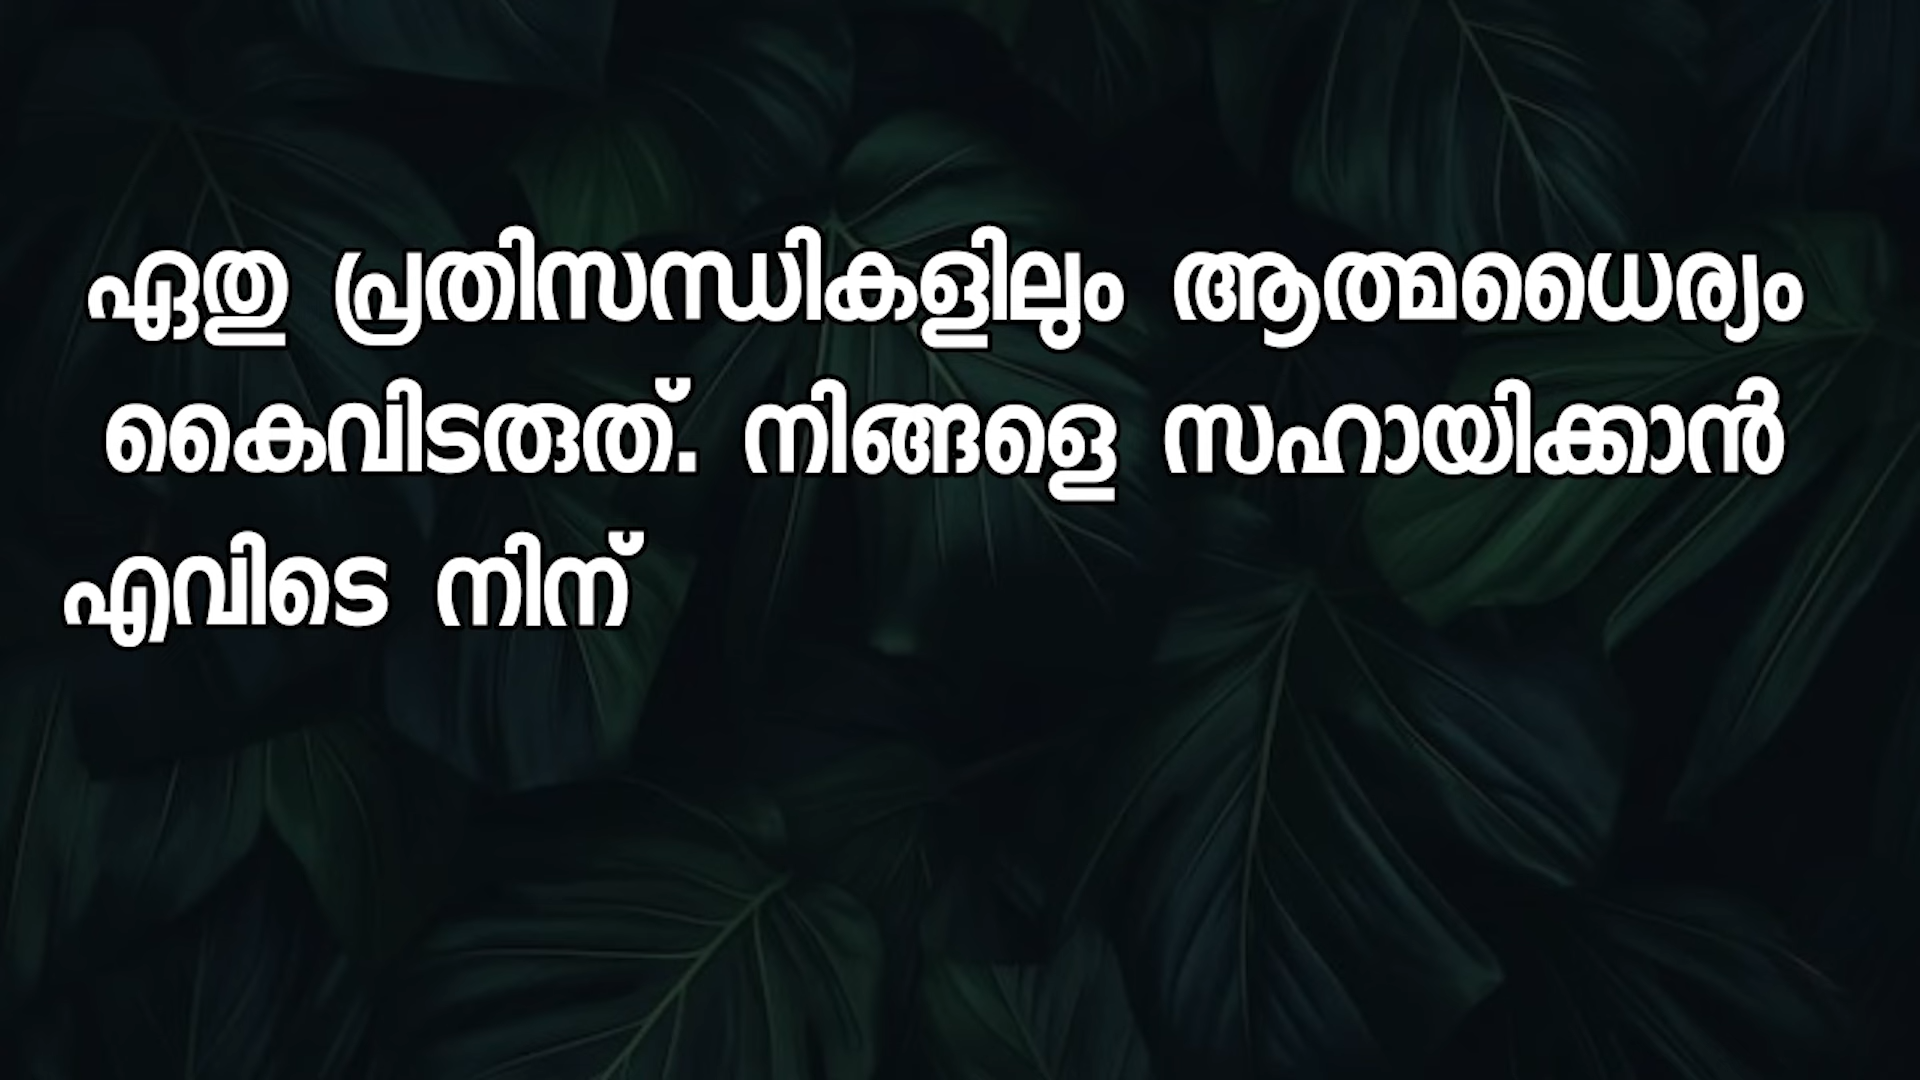 ഏതു പ്രതിസന്ധികളിലും ആത്മധൈര്യം
കൈവിടരുത്. നിങ്ങളെ സഹായിക്കാൻ
എവിടെ നിന്